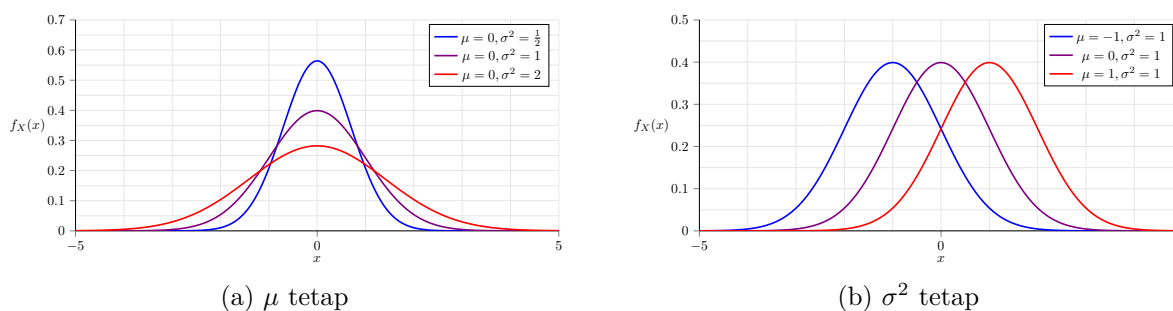 0.7
0.6
0.5
0.4
0.3
0.2
0.1
0
f_X(x)
−5
0
5
x
μ = 0, σ² = ½
μ = 0, σ² = 1
μ = 0, σ² = 2
(a) μ tetap
0.5
0.4
0.3
0.2
0.1
0
f_X(x)
−5
0
x
μ = −1, σ² = 1
μ = 0, σ² = 1
μ = 1, σ² = 1
(b) σ² tetap